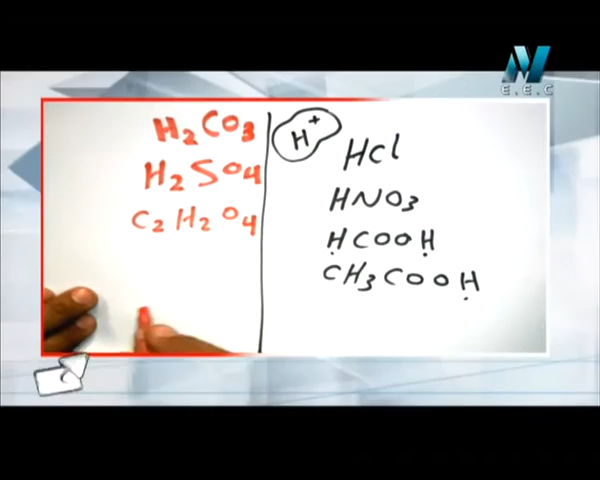 E.E.C
H2CO3
H2SO4
C2H2O4
H+
HCl
HNO3
HCOOH
CH3COOH